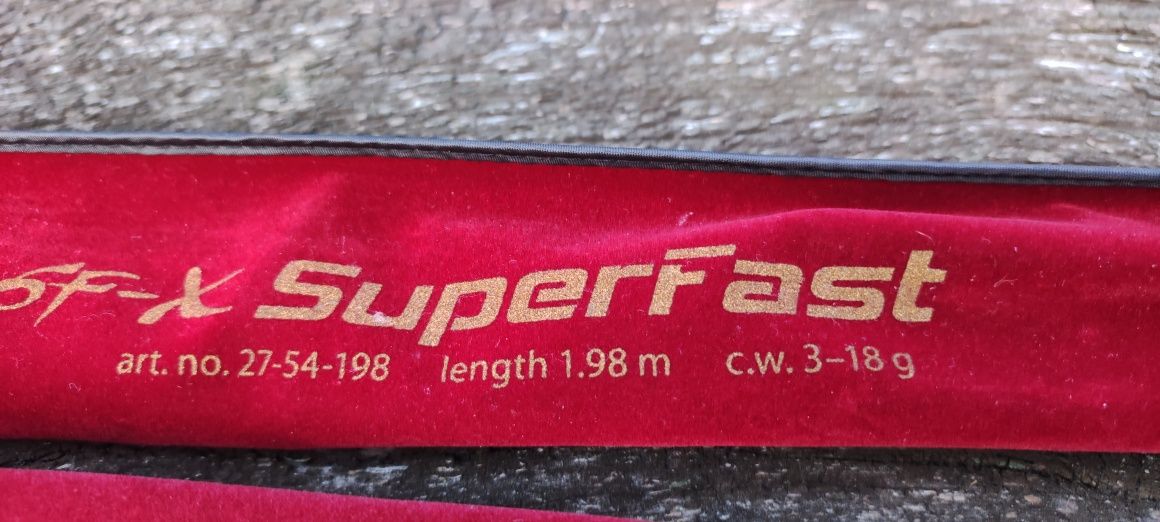 SF-X SuperFast
art. no. 27-54-198 length 1.98 m c.w. 3–18 g